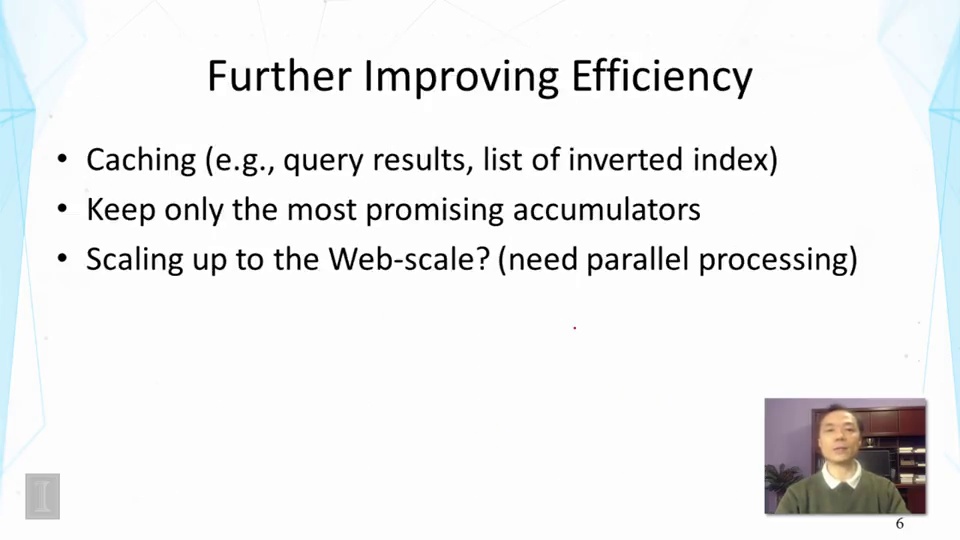 Further Improving Efficiency
• Caching (e.g., query results, list of inverted index)
• Keep only the most promising accumulators
• Scaling up to the Web-scale? (need parallel processing)
I
6